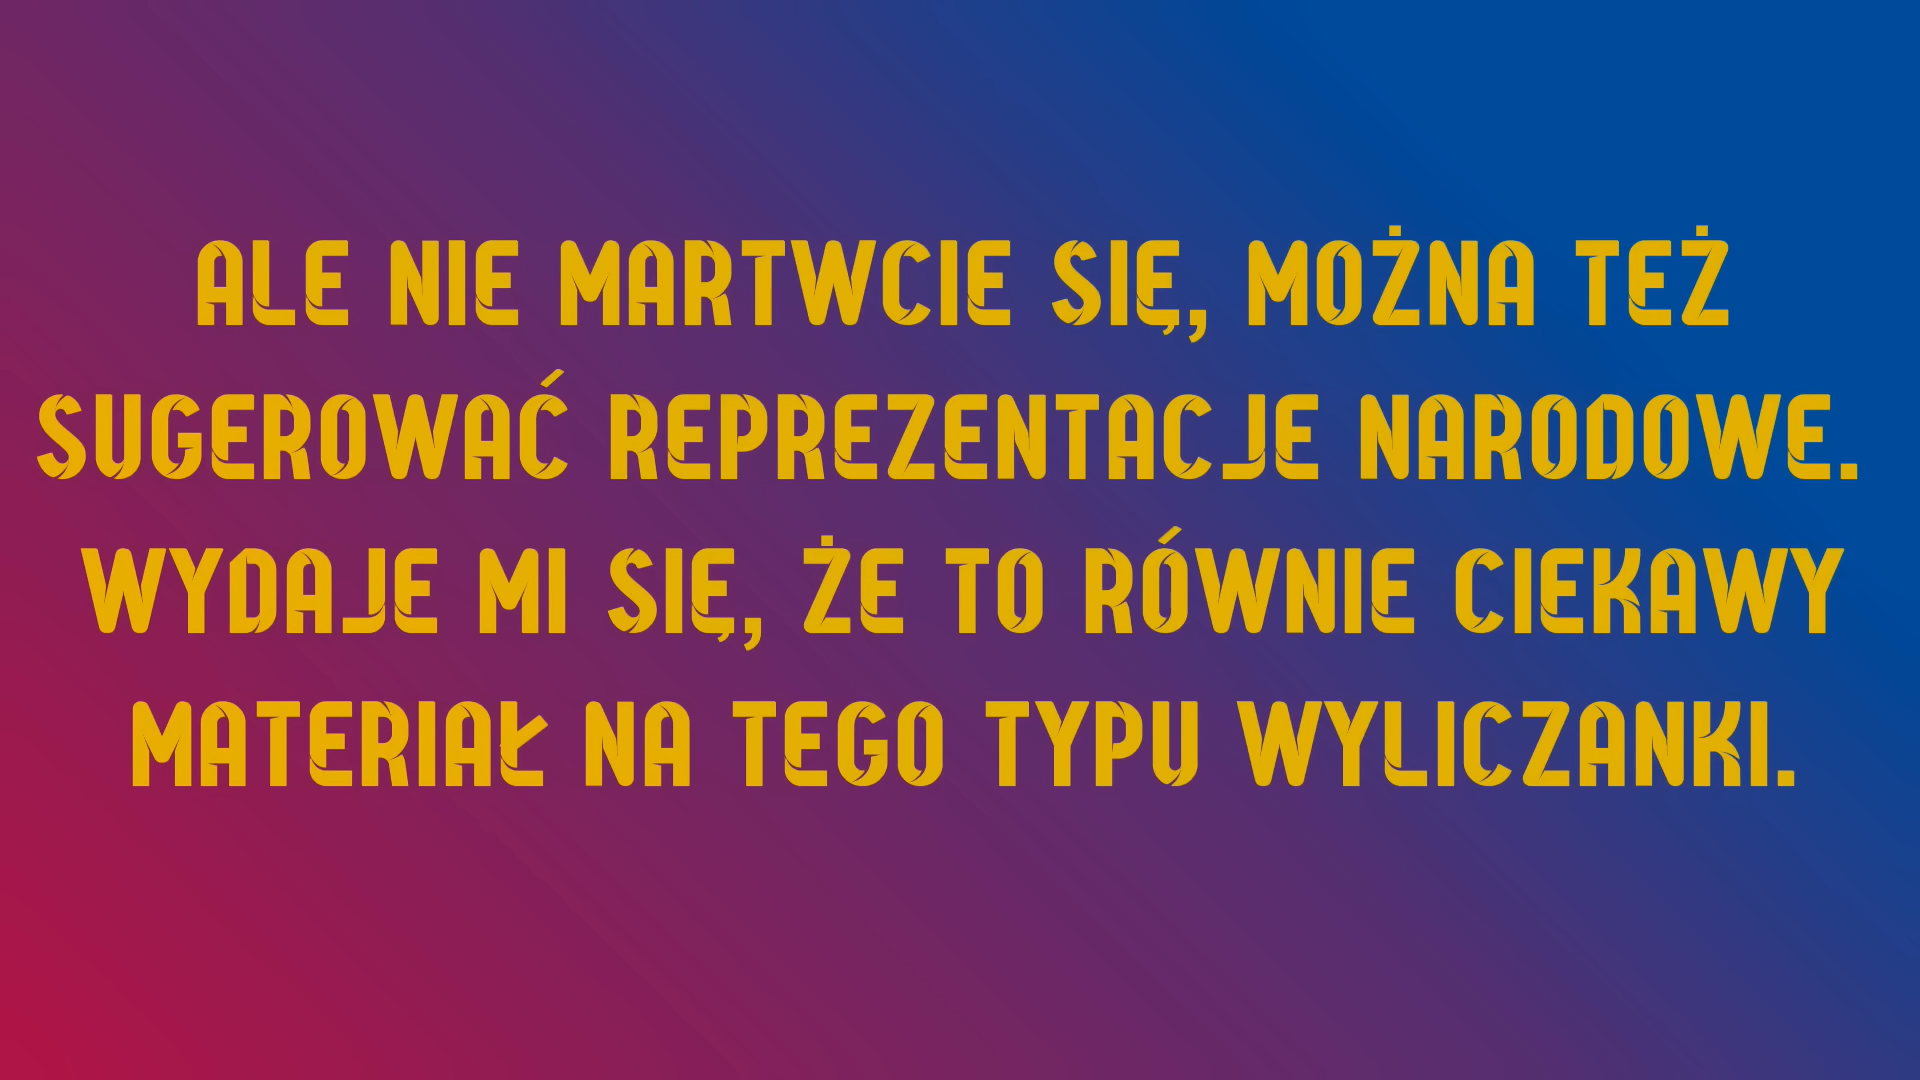 ALE NIE MARTWCIE SIĘ, MOŻNA TEŻ
SUGEROWAĆ REPREZENTACJE NARODOWE.
WYDAJE MI SIĘ, ŻE TO RÓWNIE CIEKAWY
MATERIAŁ NA TEGO TYPU WYLICZANKI.